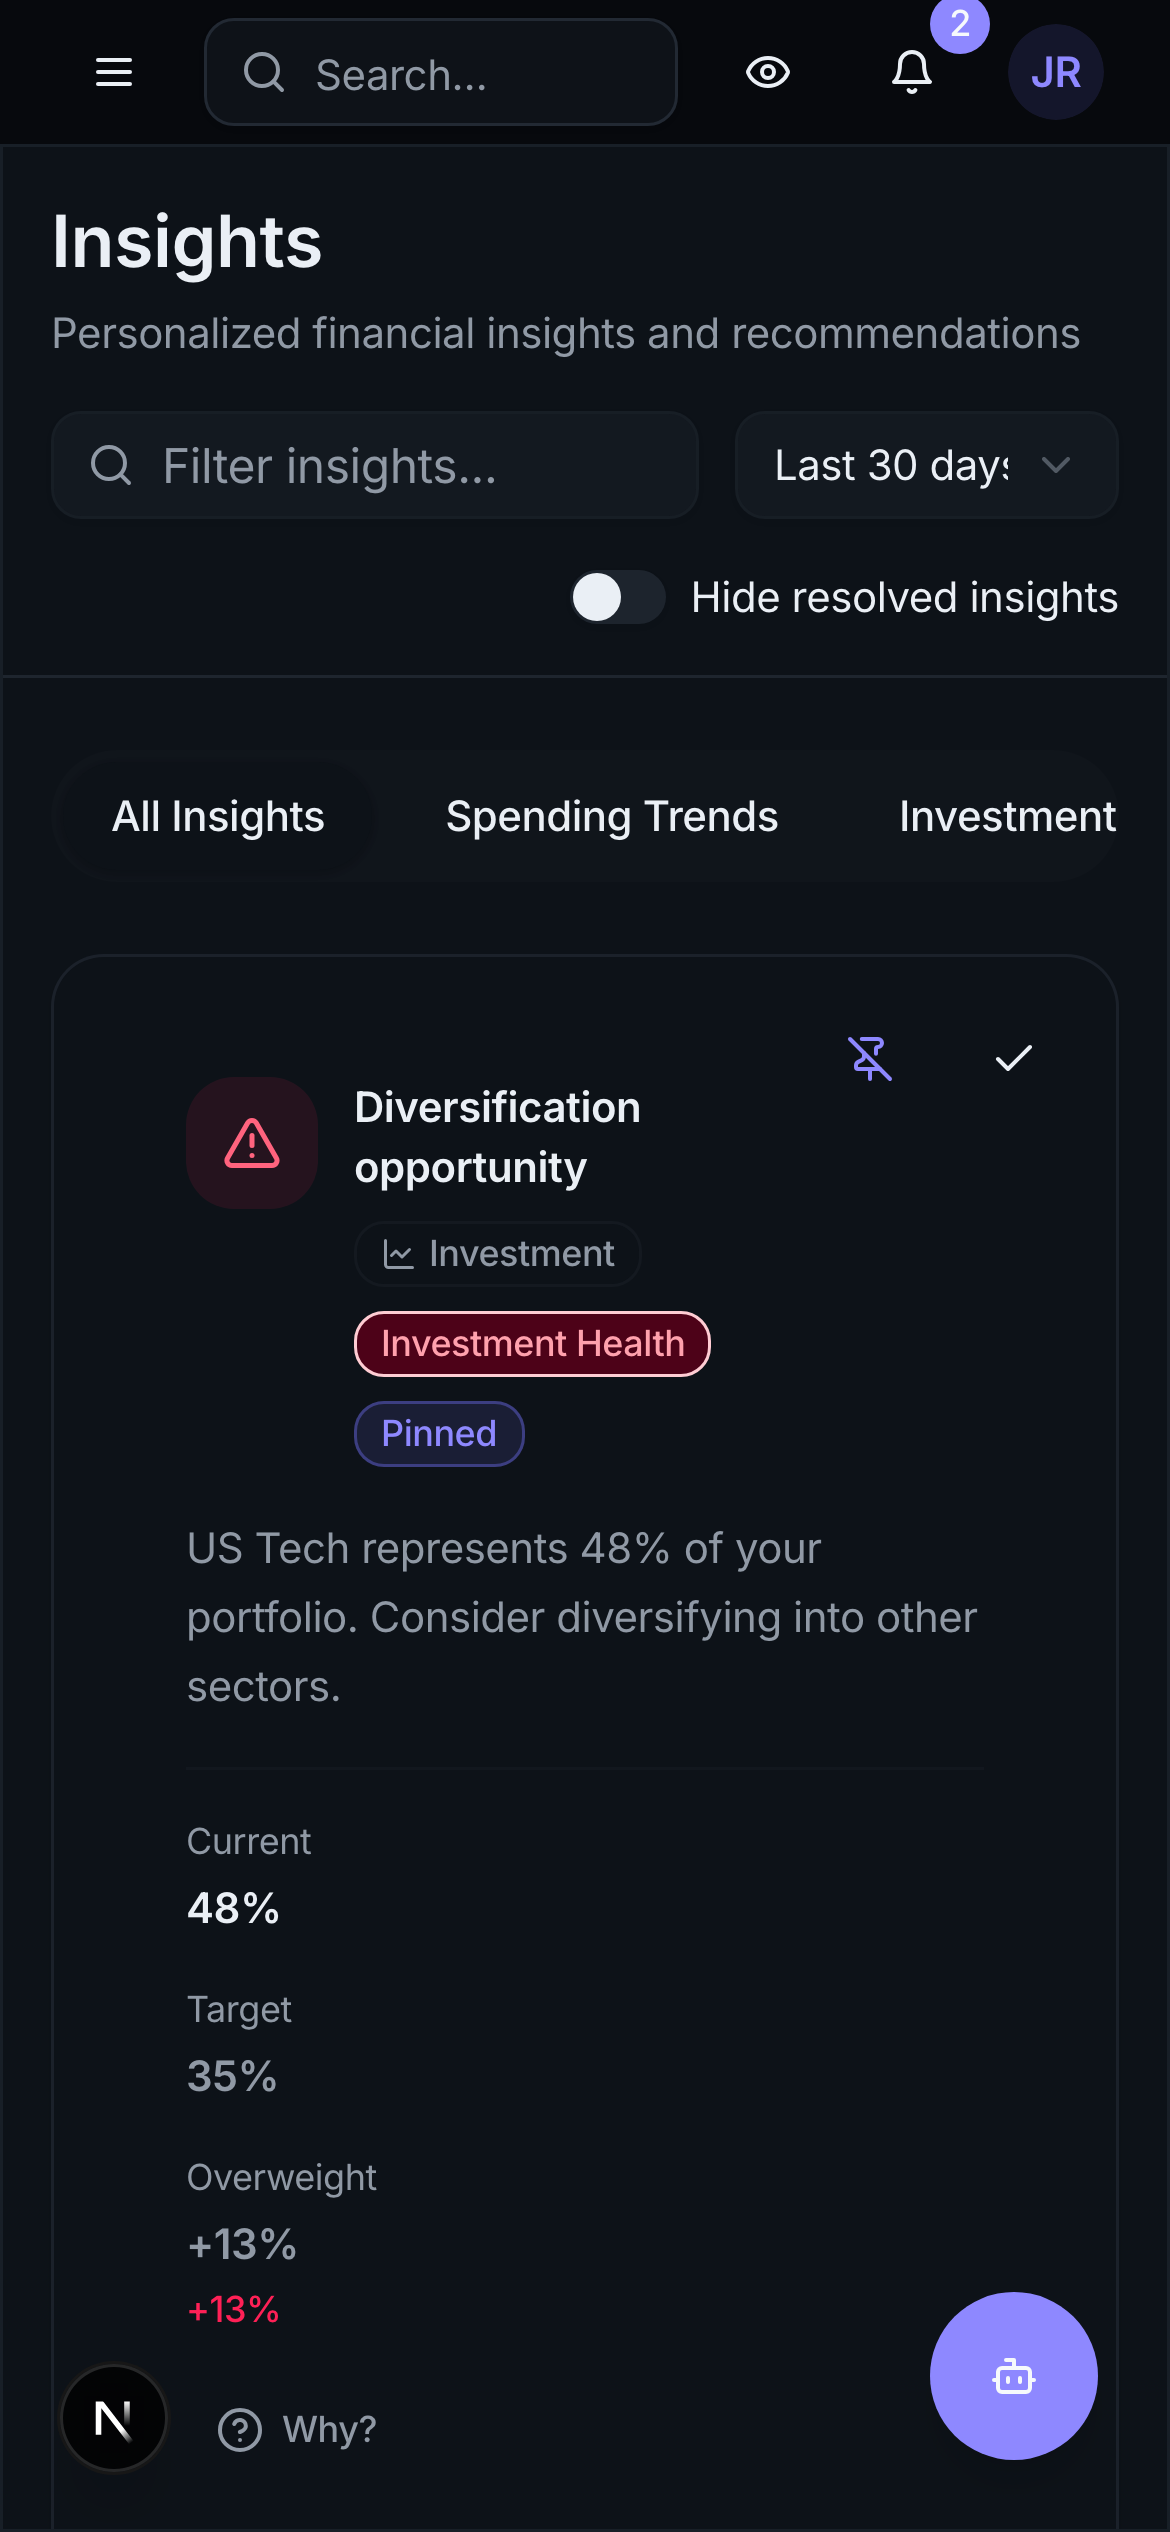 Search...
2
JR
Insights
Personalized financial insights and recommendations
Filter insights...
Last 30 days
Hide resolved insights
All Insights
Spending Trends
Investment
Diversification
opportunity
Investment
Investment Health
Pinned
US Tech represents 48% of your
portfolio. Consider diversifying into other
sectors.
Current
48%
Target
35%
Overweight
+13%
+13%
N
Why?